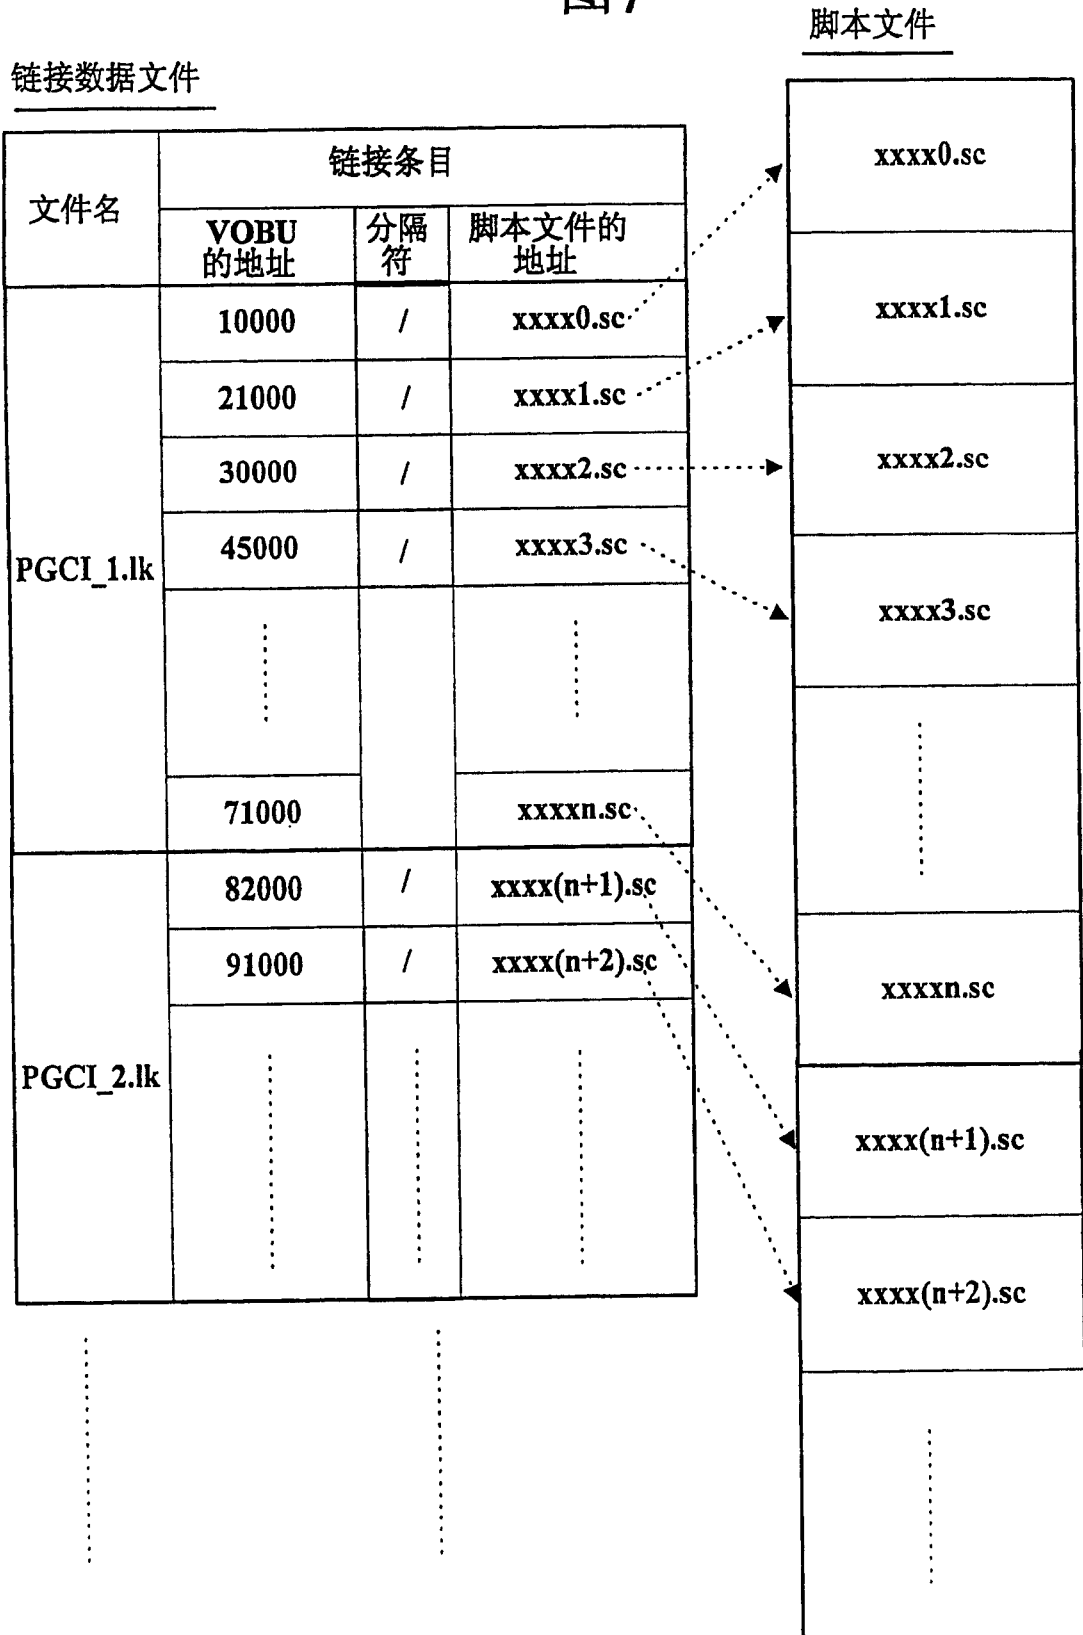 图7
脚本文件
链接数据文件
文件名
链接条目
VOBU
的地址
分隔
符
脚本文件的
地址
10000 / xxxx0.sc
21000 / xxxx1.sc
30000 / xxxx2.sc
45000 / xxxx3.sc
PGCI_1.lk
71000 xxxxn.sc
82000 / xxxx(n+1).sc
91000 / xxxx(n+2).sc
PGCI_2.lk
xxxx0.sc
xxxx1.sc
xxxx2.sc
xxxx3.sc
xxxxn.sc
xxxx(n+1).sc
xxxx(n+2).sc